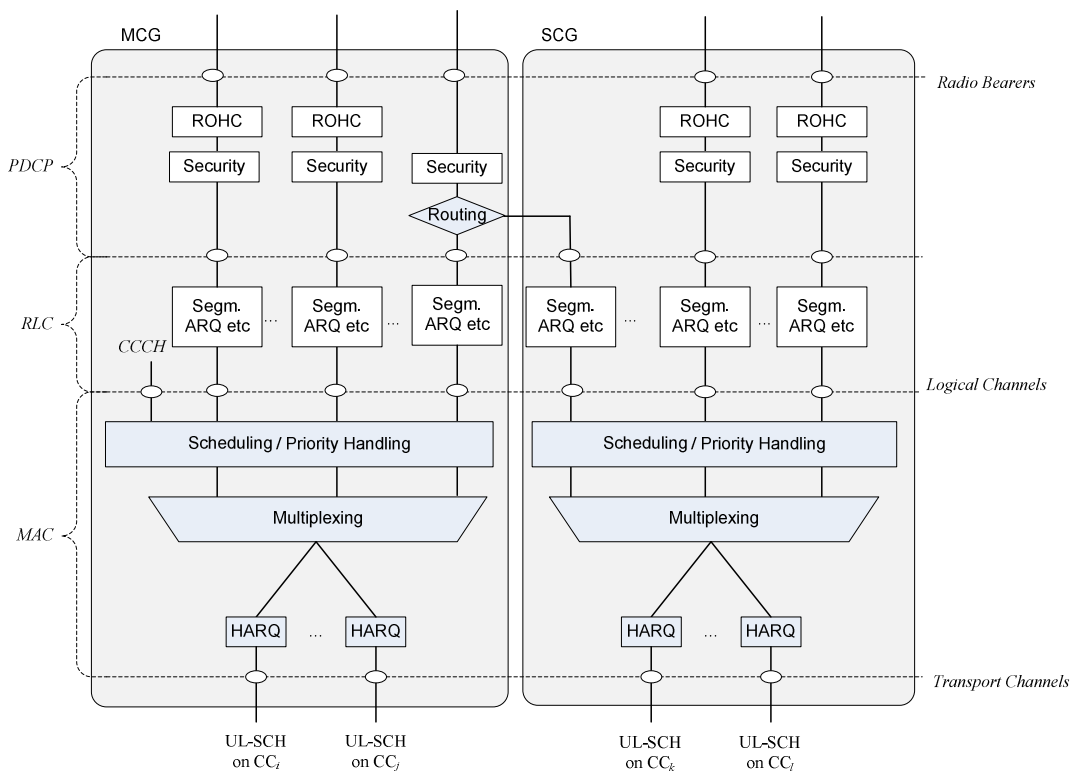 MCG
SCG
Radio Bearers
ROHC
ROHC
ROHC
ROHC
PDCP
Security
Security
Security
Security
Security
Routing
RLC
Segm.
ARQ etc
...
Segm.
ARQ etc
...
Segm.
ARQ etc
Segm.
ARQ etc
...
Segm.
ARQ etc
...
Segm.
ARQ etc
CCCH
Logical Channels
Scheduling / Priority Handling
Scheduling / Priority Handling
MAC
Multiplexing
Multiplexing
HARQ
...
HARQ
HARQ
...
HARQ
Transport Channels
UL-SCH
on CCi
UL-SCH
on CCj
UL-SCH
on CCk
UL-SCH
on CCl